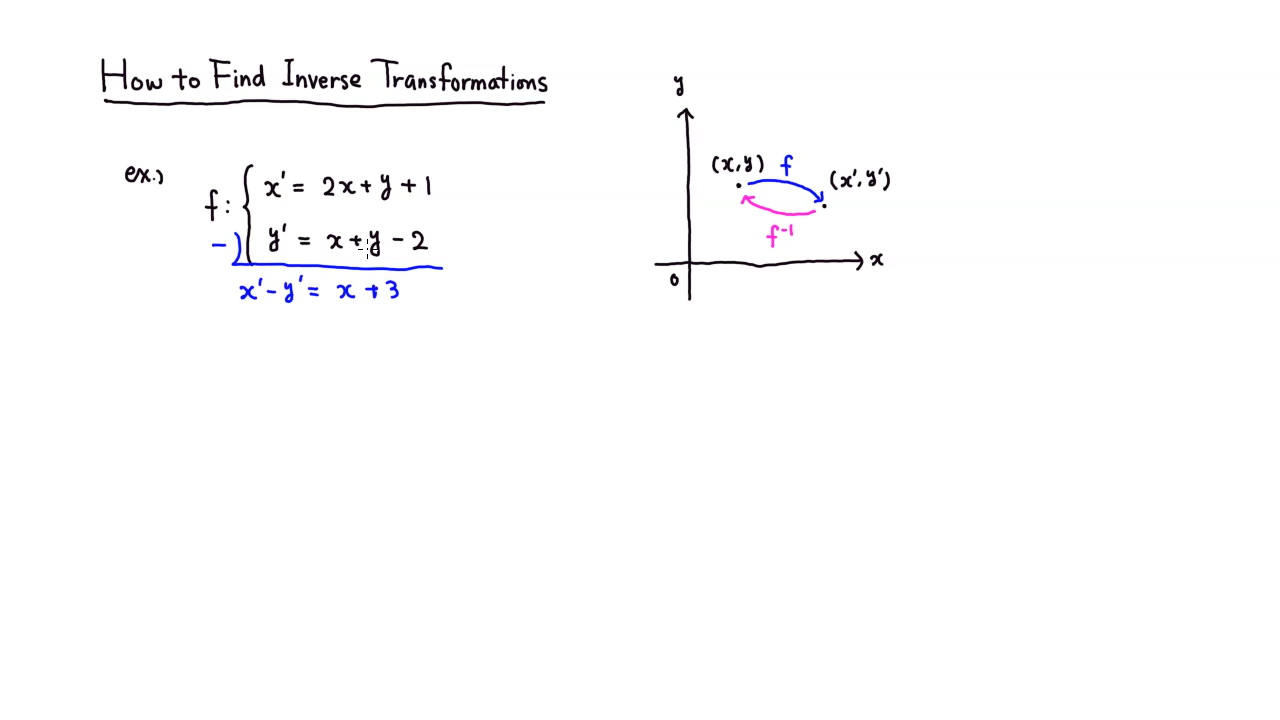 How to Find Inverse Transformations
ex.)
f: { x' = 2x + y + 1
-) y' = x + y - 2
x' - y' = x + 3
y
(x, y) f
(x', y')
f⁻¹
x
0